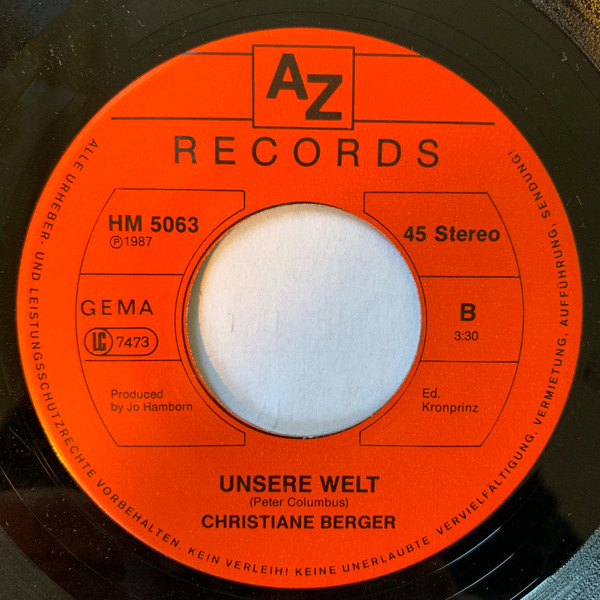 AZ
RECORDS
HM 5063
℗1987
45 Stereo
GEMA
LC 7473
B
3:30
Produced
by Jo Hamborn
Ed.
Kronprinz
UNSERE WELT
(Peter Columbus)
CHRISTIANE BERGER
ALLE URHEBER- UND LEISTUNGSSCHUTZRECHTE VORBEHALTEN. KEIN VERLEIH! KEINE UNERLAUBTE VERVIELFÄLTIGUNG, VERMIETUNG, AUFFÜHRUNG, SENDUNG!